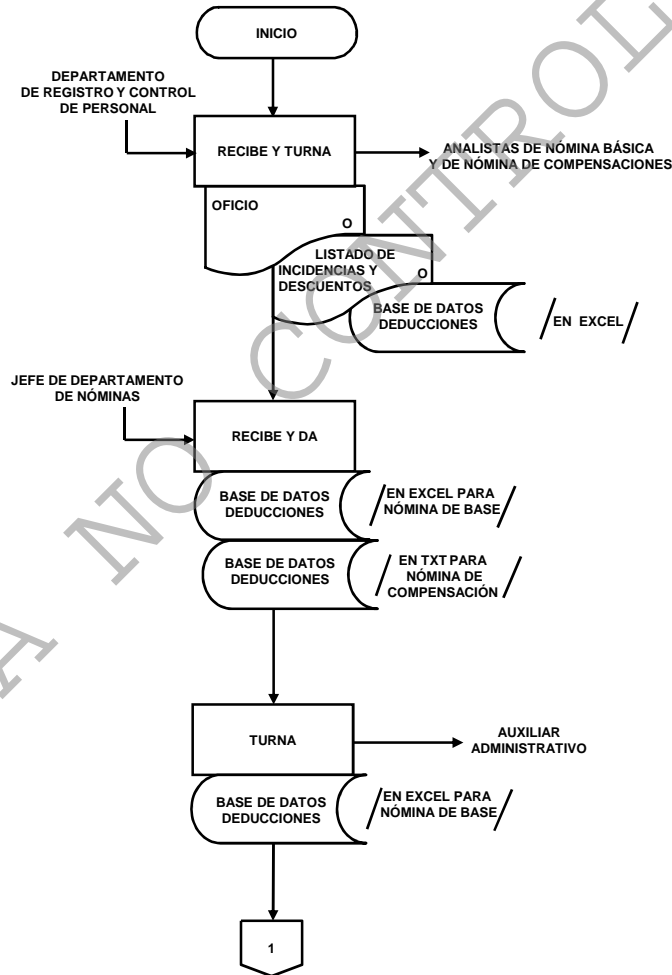 INICIO
DEPARTAMENTO
DE REGISTRO Y CONTROL
DE PERSONAL
RECIBE Y TURNA
ANALISTAS DE NÓMINA BÁSICA
Y DE NÓMINA DE COMPENSACIONES
OFICIO
O
LISTADO DE
INCIDENCIAS Y
DESCUENTOS
O
BASE DE DATOS
DEDUCCIONES
/EN EXCEL/
JEFE DE DEPARTAMENTO
DE NÓMINAS
RECIBE Y DA
BASE DE DATOS
DEDUCCIONES
EN EXCEL PARA
NÓMINA DE BASE
BASE DE DATOS
DEDUCCIONES
EN TXT PARA
NÓMINA DE
COMPENSACIÓN
TURNA
AUXILIAR
ADMINISTRATIVO
BASE DE DATOS
DEDUCCIONES
EN EXCEL PARA
NÓMINA DE BASE
1
A NO CONTROL